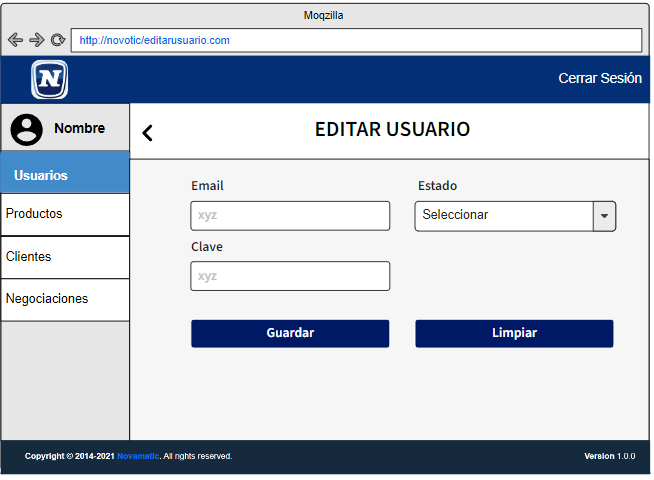 Moqzilla
http://novotic/editarusuario.com
N
Cerrar Sesión
Nombre
EDITAR USUARIO
Usuarios
Productos
Clientes
Negociaciones
Email
Estado
xyz
Seleccionar
Clave
xyz
Guardar
Limpiar
Copyright © 2014-2021 Novamatic. All rights reserved.
Version 1.0.0